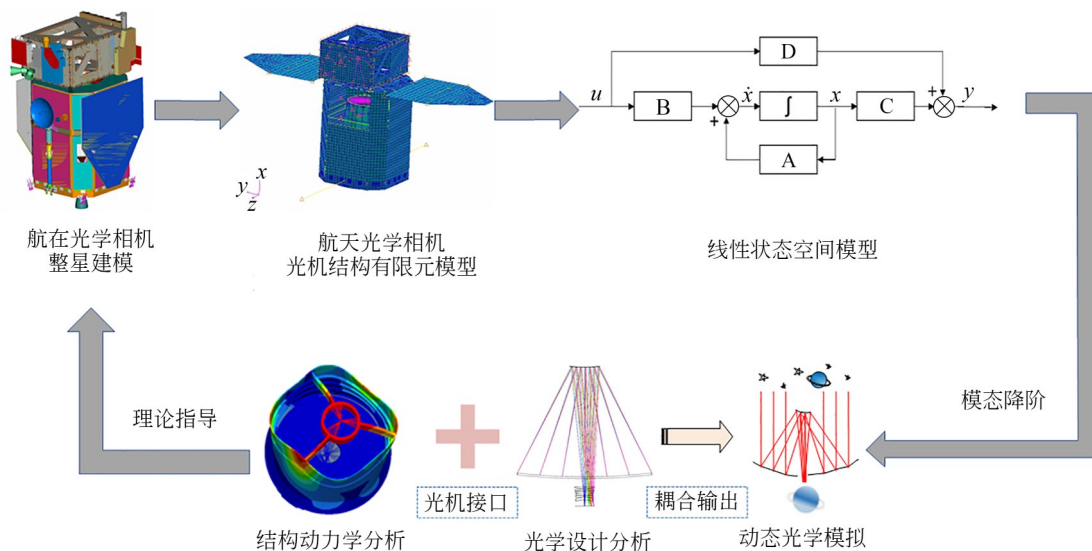 D
u
B
ẋ
∫
x
C
y
+
+
+
A
x
y
z
航在光学相机
整星建模
航天光学相机
光机结构有限元模型
线性状态空间模型
理论指导
模态降阶
光机接口
耦合输出
结构动力学分析
光学设计分析
动态光学模拟